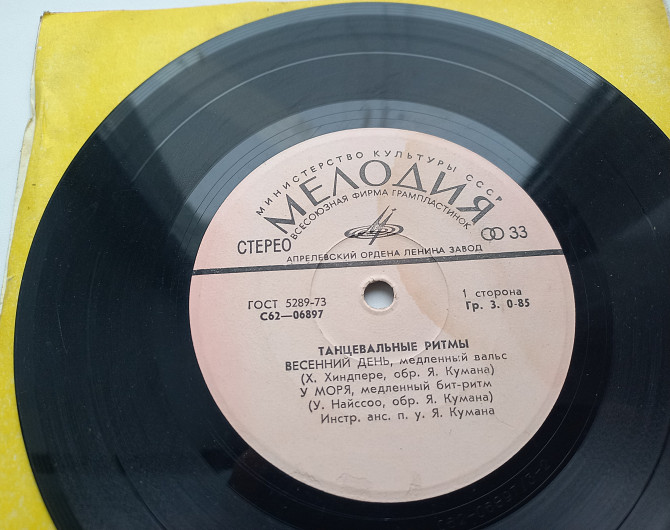 МИНИСТЕРСТВО КУЛЬТУРЫ СССР
МЕЛОДИЯ
ВСЕСОЮЗНАЯ ФИРМА ГРАМПЛАСТИНОК
СТЕРЕО
33
АПРЕЛЕВСКИЙ ОРДЕНА ЛЕНИНА ЗАВОД
ГОСТ 5289-73
С62—06897
1 сторона
Гр. 3. 0-85
ТАНЦЕВАЛЬНЫЕ РИТМЫ
ВЕСЕННИЙ ДЕНЬ, медленный вальс
(Х. Хиндпере, обр. Я. Кумана)
У МОРЯ, медленный бит-ритм
(У. Найссоо, обр. Я. Кумана)
Инстр. анс. п. у. Я. Кумана